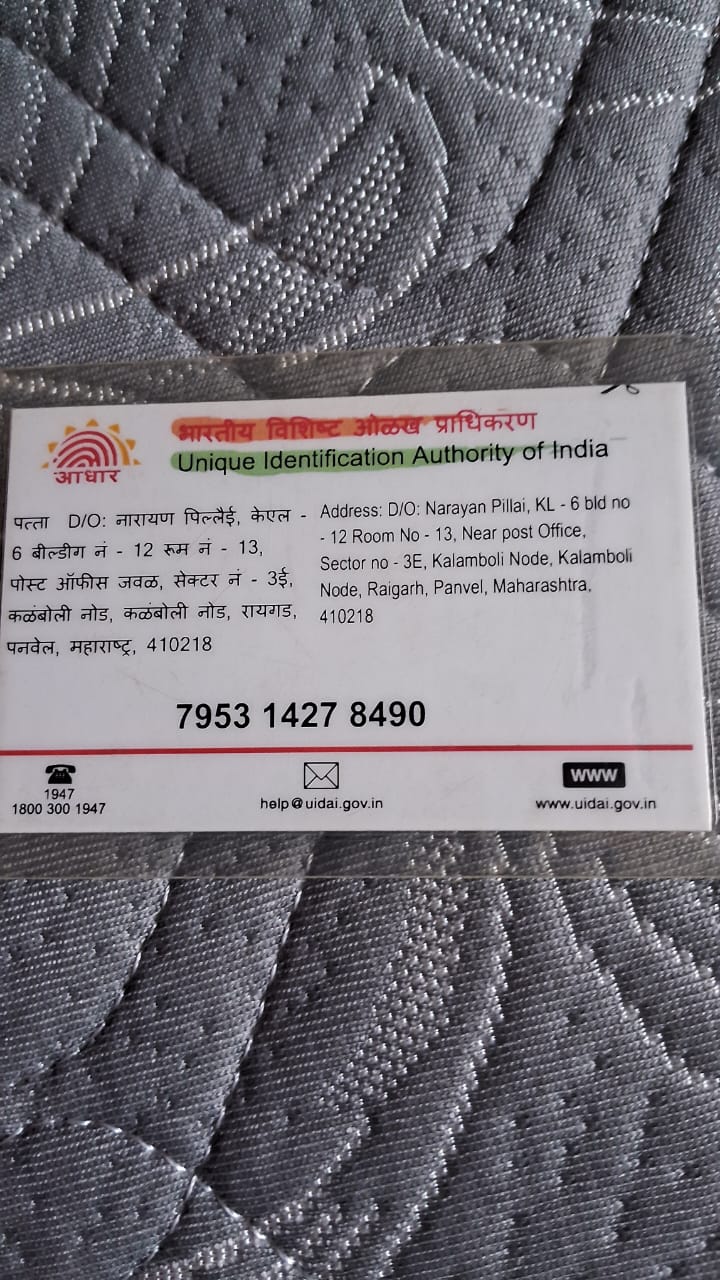 भारतीय विशिष्ट ओळख प्राधिकरण
Unique Identification Authority of India
आधार
पत्ता D/O: नारायण पिल्लैई, केएल -
6 बील्डीग नं - 12 रूम नं - 13,
पोस्ट ऑफीस जवळ, सेक्टर नं - 3ई,
कळंबोली नोड, कळंबोली नोड, रायगड,
पनवेल, महाराष्ट्र, 410218
Address: D/O: Narayan Pillai, KL - 6 bld no
- 12 Room No - 13, Near post Office,
Sector no - 3E, Kalamboli Node, Kalamboli
Node, Raigarh, Panvel, Maharashtra,
410218
7953 1427 8490
1947
1800 300 1947
help@uidai.gov.in
www
www.uidai.gov.in